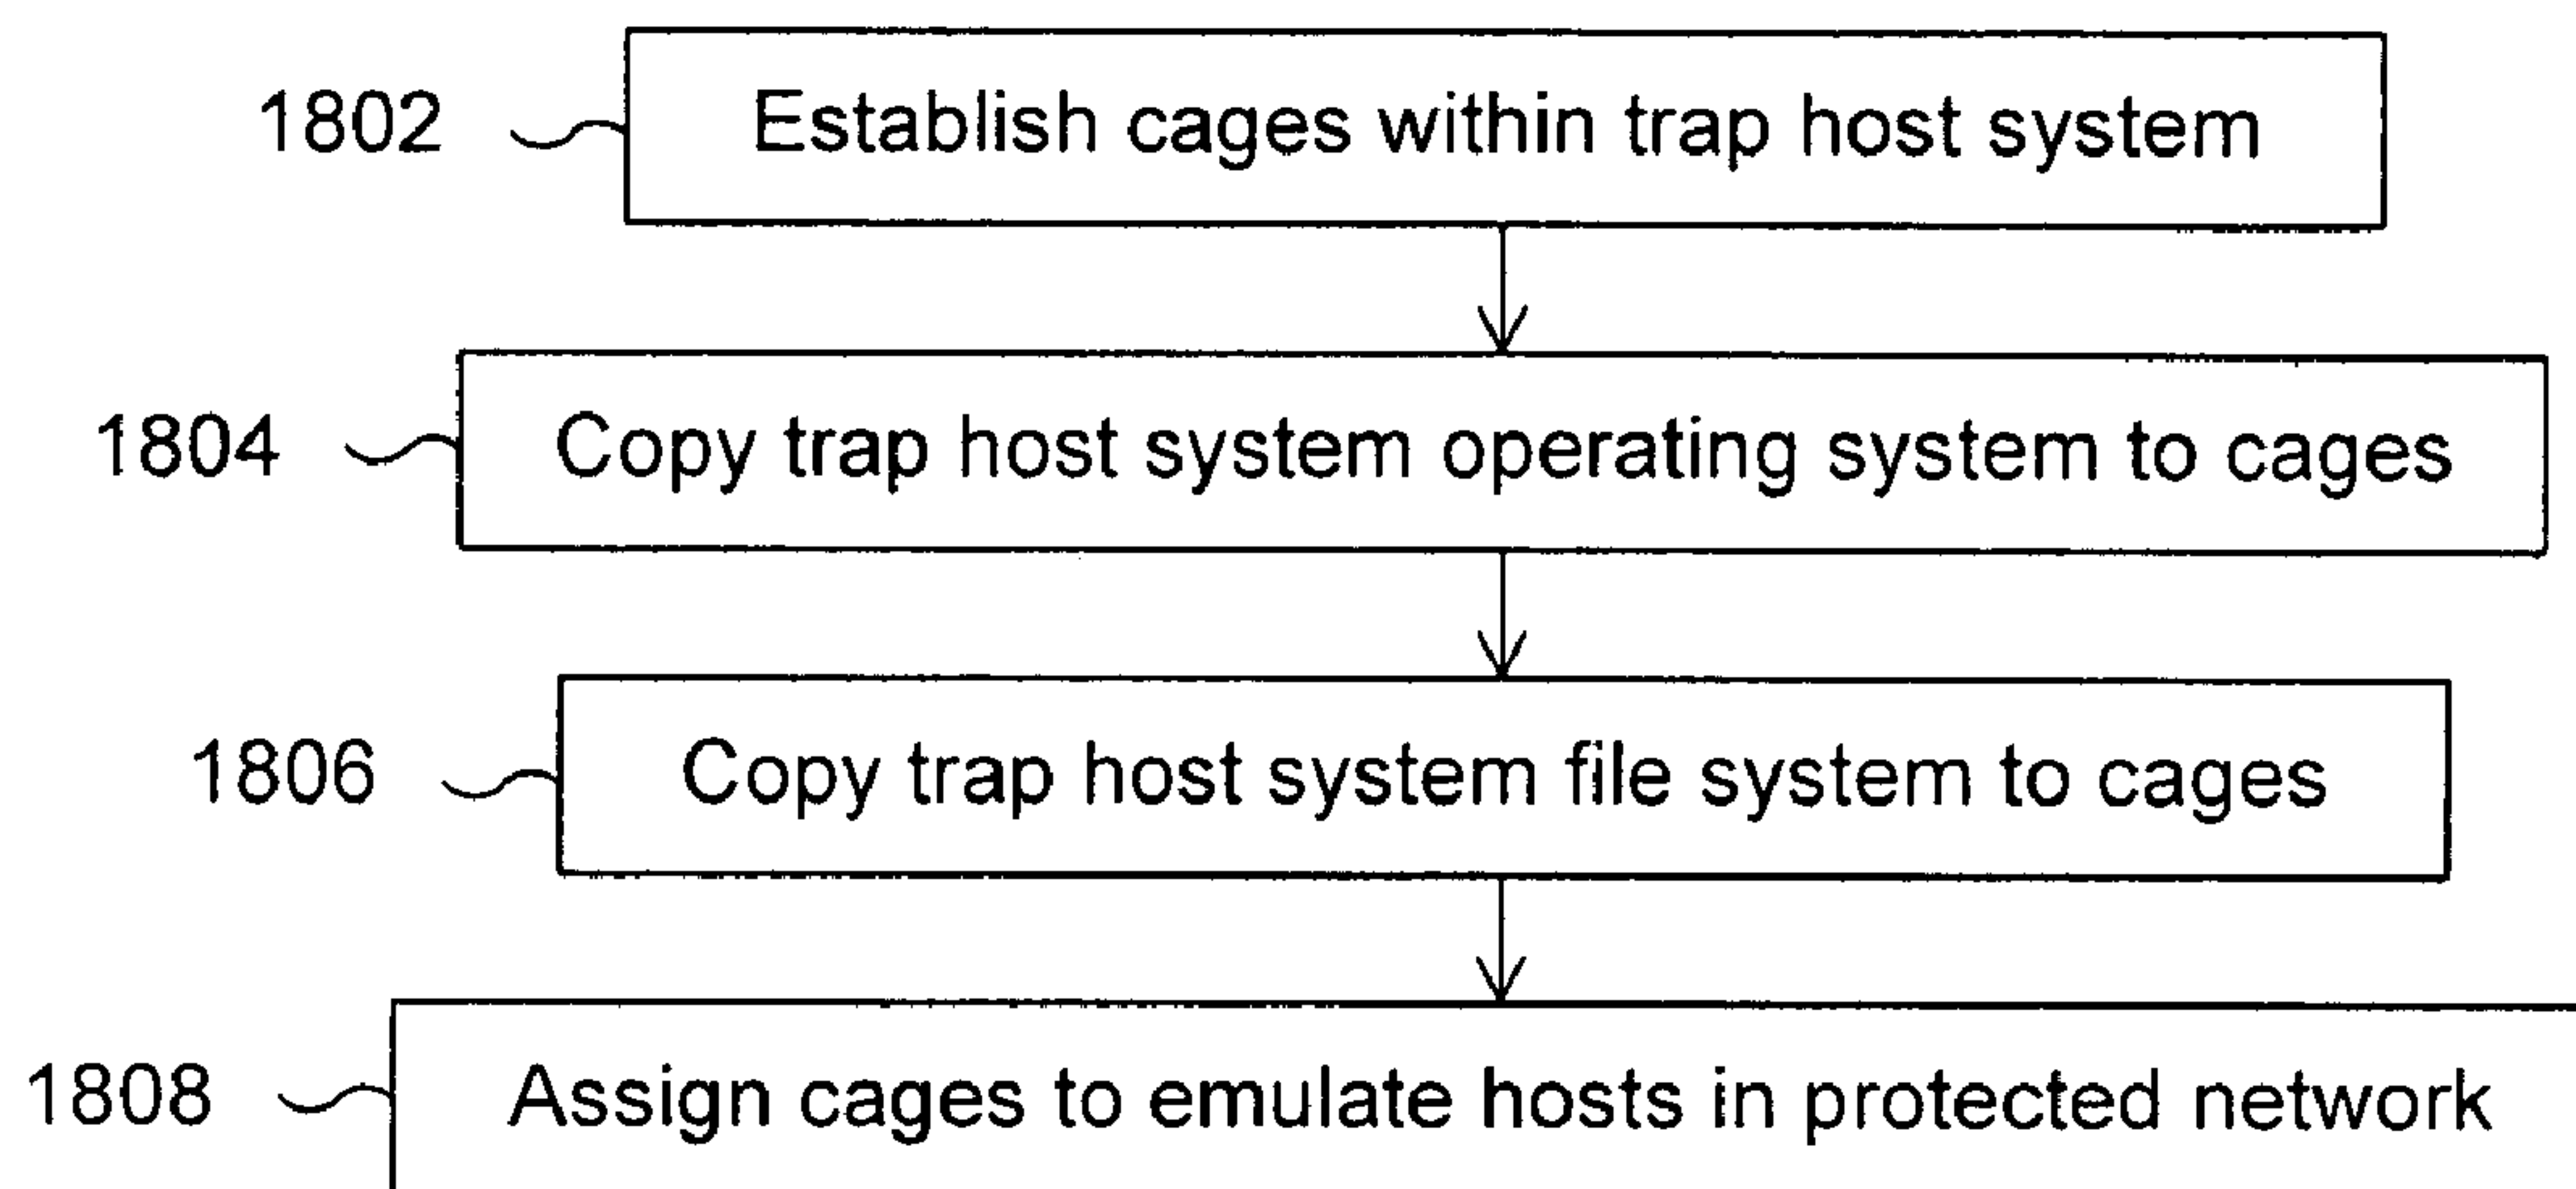 1802 Establish cages within trap host system
1804 Copy trap host system operating system to cages
1806 Copy trap host system file system to cages
1808 Assign cages to emulate hosts in protected network